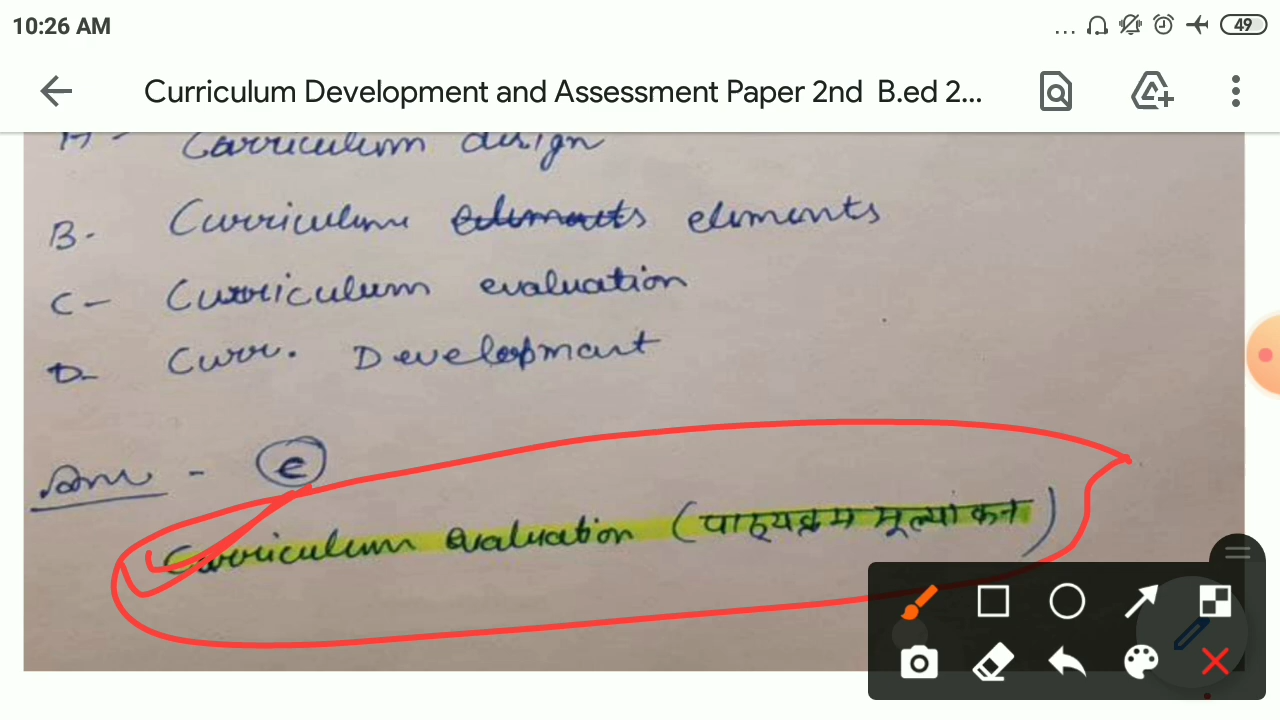 10:26 AM
... 49
Curriculum Development and Assessment Paper 2nd B.ed 2...
A - Curriculum design
B- Curriculum eliments
C- Curriculum evaluation
D- Curr. Development
Ans - (c)
Curriculum evaluation (पाठ्यक्रम मूल्यांकन)